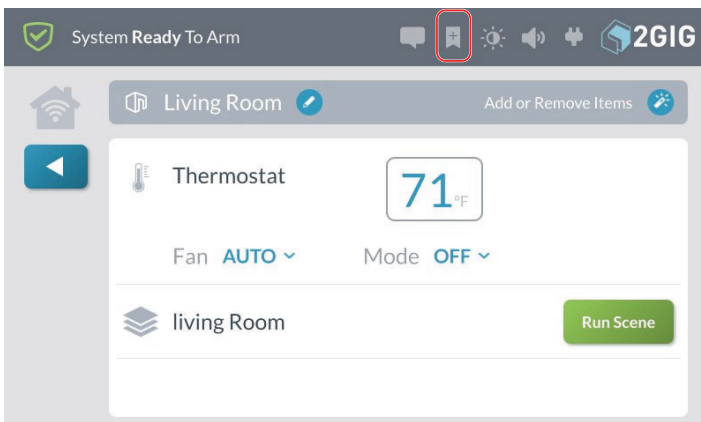 System Ready To Arm
2GIG
Living Room
Add or Remove Items
Thermostat
71°F
Fan AUTO
Mode OFF
living Room
Run Scene